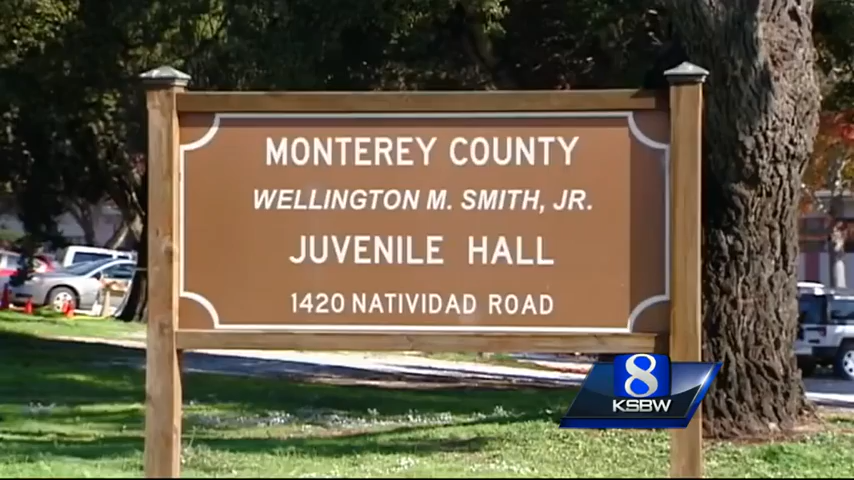 MONTEREY COUNTY
WELLINGTON M. SMITH, JR.
JUVENILE HALL
1420 NATIVIDAD ROAD
8
KSBW